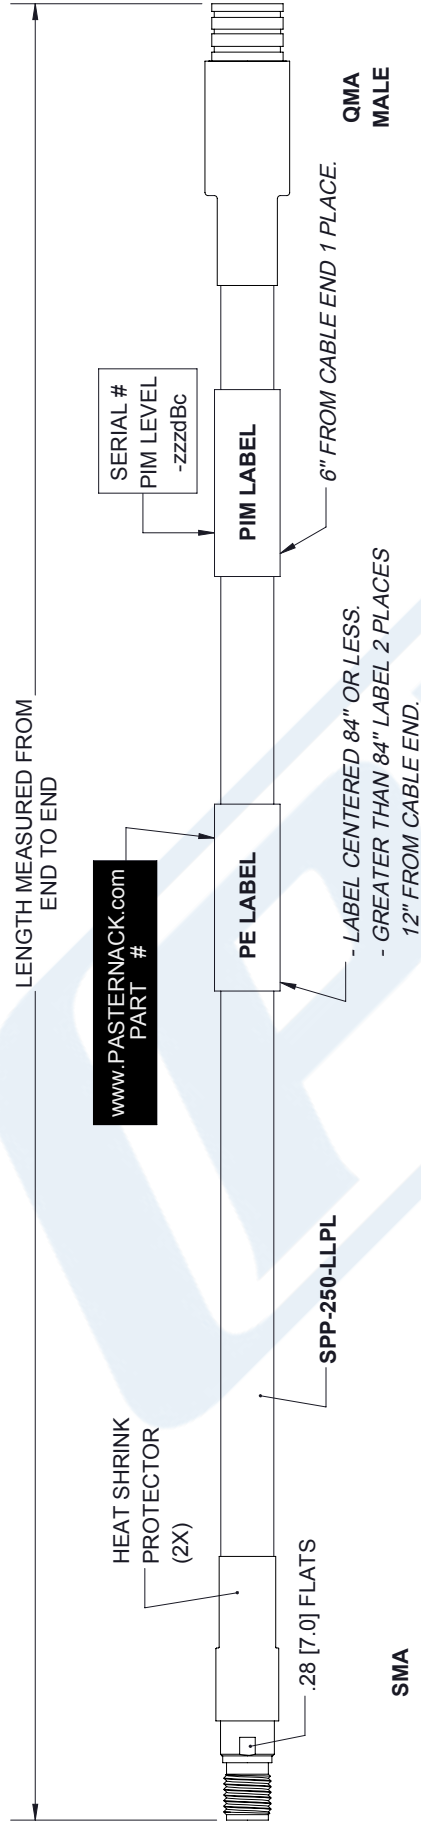 LENGTH MEASURED FROM
END TO END
HEAT SHRINK
PROTECTOR
(2X)
www.PASTERNACK.com
PART #
SERIAL #
PIM LEVEL
-zzzdBc
PE LABEL
PIM LABEL
.28 [7.0] FLATS
SPP-250-LLPL
- LABEL CENTERED 84" OR LESS.
- GREATER THAN 84" LABEL 2 PLACES
12" FROM CABLE END.
6" FROM CABLE END 1 PLACE.
SMA
QMA
MALE